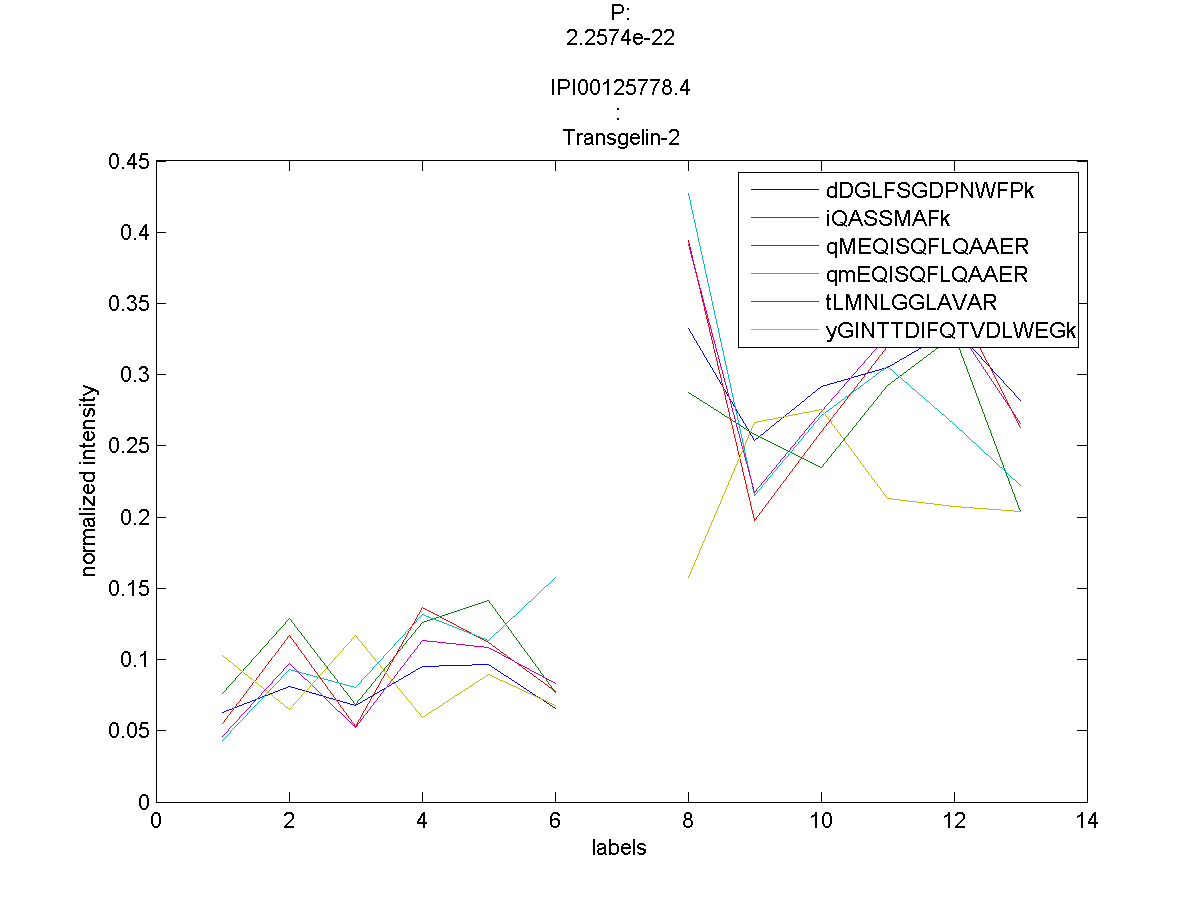 P:
2.2574e-22
IPI00125778.4
:
Transgelin-2
0.45
0.4
0.35
0.3
0.25
0.2
0.15
0.1
0.05
0
normalized intensity
dDGLFSGDPNWFPk
iQASSMAFk
qMEQISQFLQAAER
qmEQISQFLQAAER
tLMNLGGLAVAR
yGINTTDIFQTVDLWEGk
0 2 4 6 8 10 12 14
labels